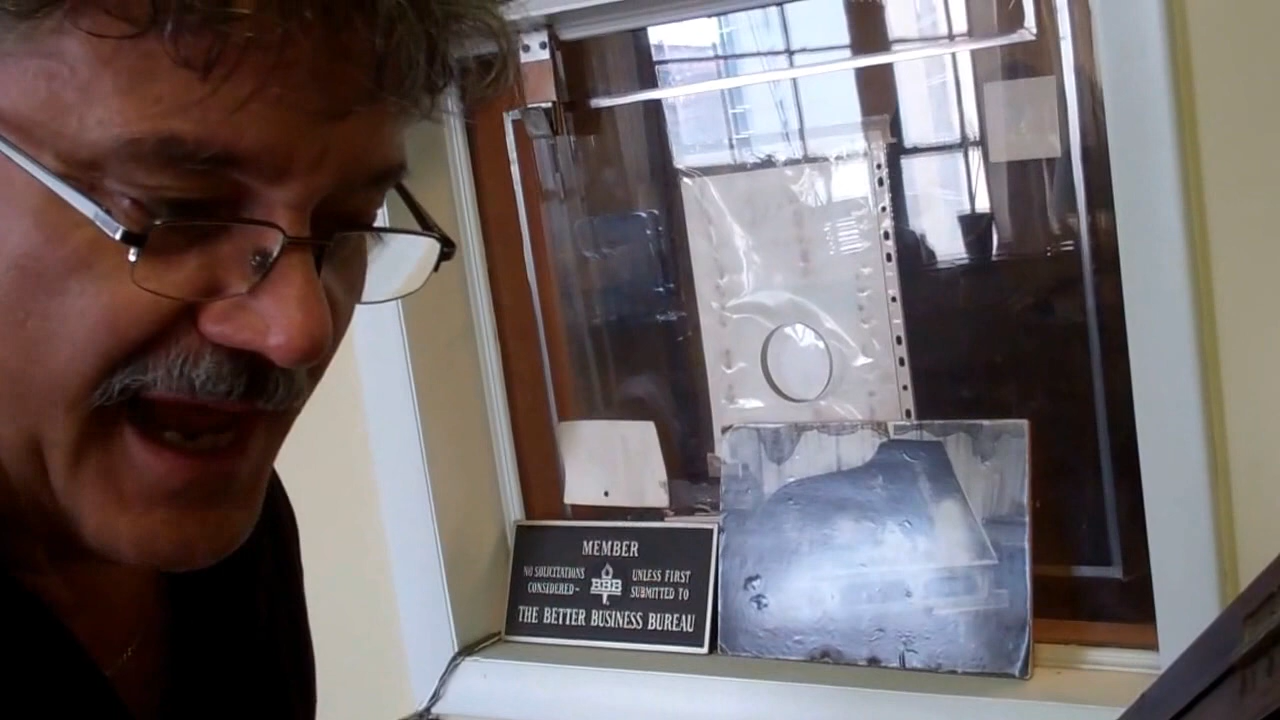 MEMBER
NO SOLICITATIONS CONSIDERED~
BBB
UNLESS FIRST SUBMITTED TO
THE BETTER BUSINESS BUREAU